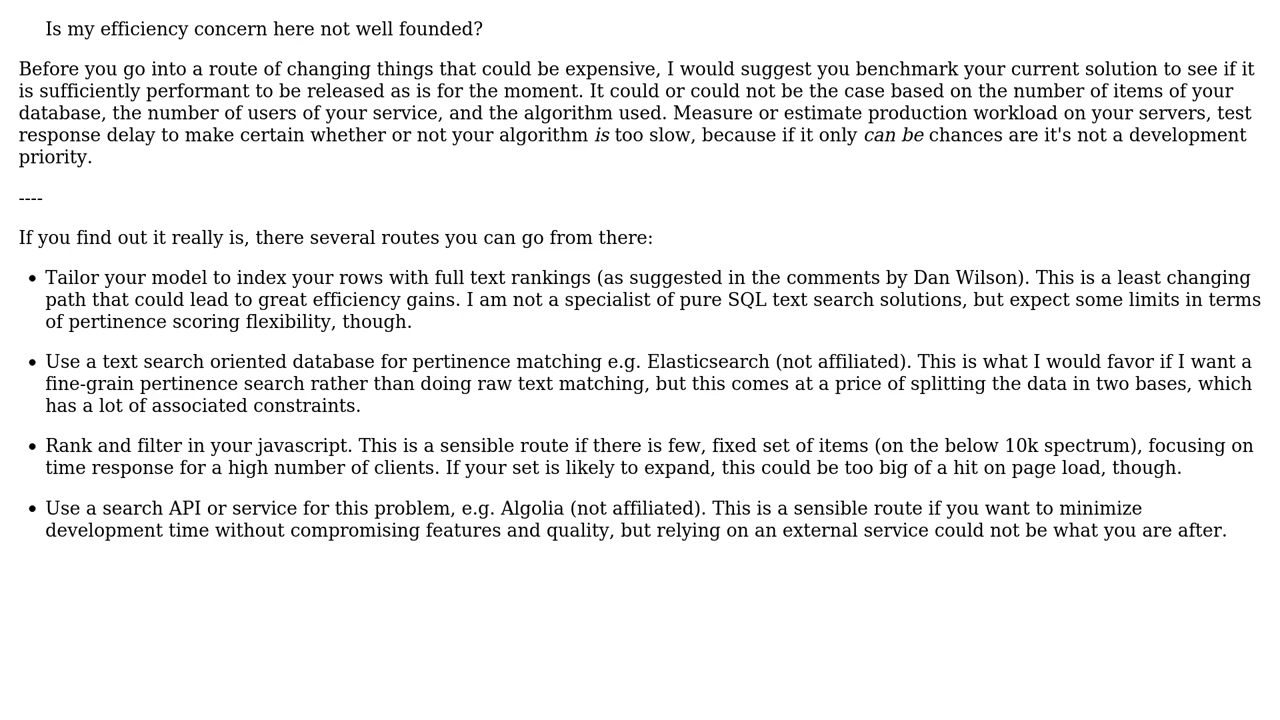 Is my efficiency concern here not well founded?
Before you go into a route of changing things that could be expensive, I would suggest you benchmark your current solution to see if it
is sufficiently performant to be released as is for the moment. It could or could not be the case based on the number of items of your
database, the number of users of your service, and the algorithm used. Measure or estimate production workload on your servers, test
response delay to make certain whether or not your algorithm is too slow, because if it only can be chances are it's not a development
priority.
----
If you find out it really is, there several routes you can go from there:
• Tailor your model to index your rows with full text rankings (as suggested in the comments by Dan Wilson). This is a least changing
path that could lead to great efficiency gains. I am not a specialist of pure SQL text search solutions, but expect some limits in terms
of pertinence scoring flexibility, though.
• Use a text search oriented database for pertinence matching e.g. Elasticsearch (not affiliated). This is what I would favor if I want a
fine-grain pertinence search rather than doing raw text matching, but this comes at a price of splitting the data in two bases, which
has a lot of associated constraints.
• Rank and filter in your javascript. This is a sensible route if there is few, fixed set of items (on the below 10k spectrum), focusing on
time response for a high number of clients. If your set is likely to expand, this could be too big of a hit on page load, though.
• Use a search API or service for this problem, e.g. Algolia (not affiliated). This is a sensible route if you want to minimize
development time without compromising features and quality, but relying on an external service could not be what you are after.